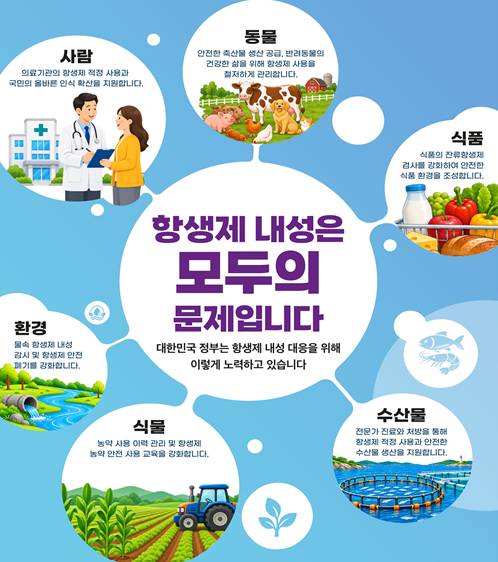 동물
안전한 축산물 생산 공급, 반려동물의
건강한 삶을 위해 항생제 사용을
철저하게 관리합니다.
사람
의료기관의 항생제 적정 사용과
국민의 올바른 인식 확산을 지원합니다.
식품
식품의 잔류항생제
검사를 강화하여 안전한
식품 환경을 조성합니다.
항생제 내성은
모두의
문제입니다
대한민국 정부는 항생제 내성 대응을 위해
이렇게 노력하고 있습니다
환경
물속 항생제 내성
감시 및 항생제 안전
폐기를 강화합니다.
식물
농약 사용 이력 관리 및 항생제
농약 안전 사용 교육을 강화합니다.
수산물
전문가 진료와 처방을 통해
항생제 적정 사용과 안전한
수산물 생산을 지원합니다.